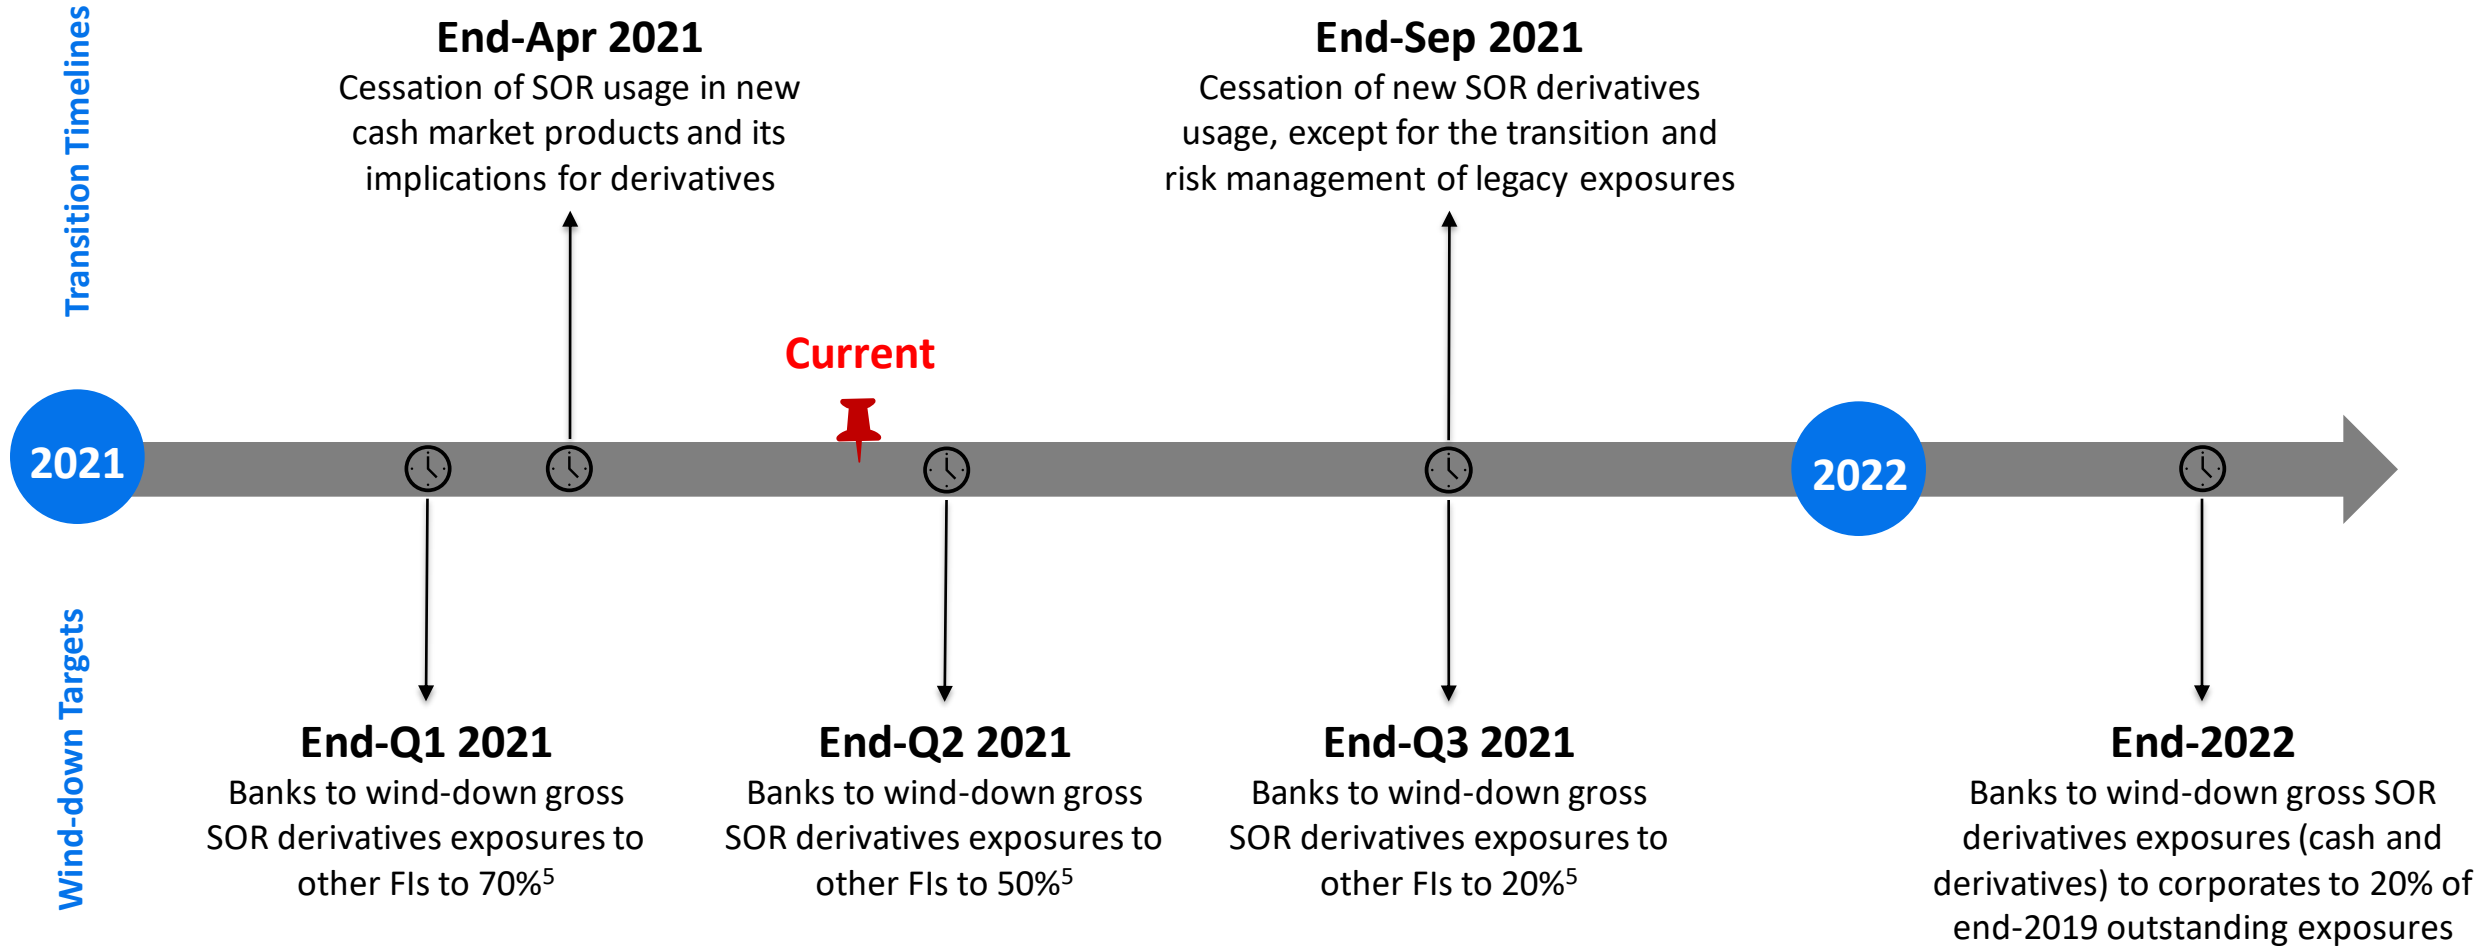 Transition Timelines
End-Apr 2021
Cessation of SOR usage in new
cash market products and its
implications for derivatives
End-Sep 2021
Cessation of new SOR derivatives
usage, except for the transition and
risk management of legacy exposures
Current
2021
2022
Wind-down Targets
End-Q1 2021
Banks to wind-down gross
SOR derivatives exposures to
other FIs to 70%⁵
End-Q2 2021
Banks to wind-down gross
SOR derivatives exposures to
other FIs to 50%⁵
End-Q3 2021
Banks to wind-down gross
SOR derivatives exposures to
other FIs to 20%⁵
End-2022
Banks to wind-down gross SOR
derivatives exposures (cash and
derivatives) to corporates to 20% of
end-2019 outstanding exposures